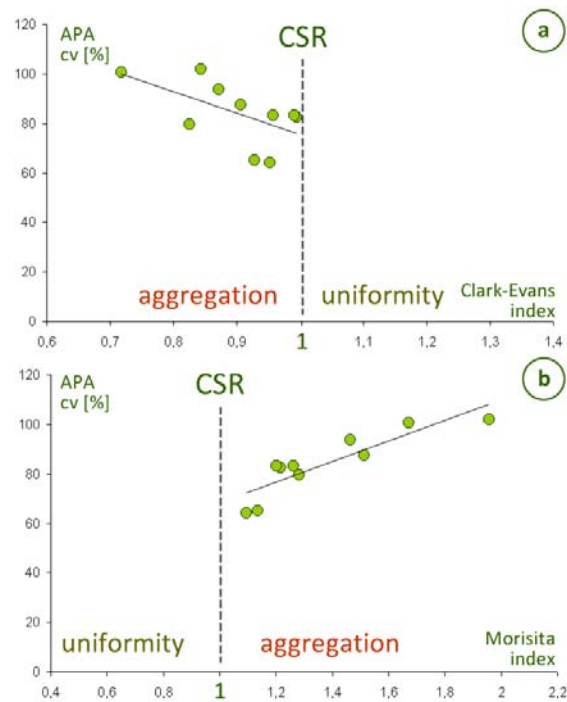 120
APA
cv [%]
CSR
a
100
80
60
40
20
0
aggregation
uniformity
Clark-Evans
index
0,6
0,7
0,8
0,9
1
1,1
1,2
1,3
1,4
120
APA
cv [%]
CSR
b
100
80
60
40
20
0
uniformity
aggregation
Morisita
index
0,4
0,6
0,8
1
1,2
1,4
1,6
1,8
2
2,2